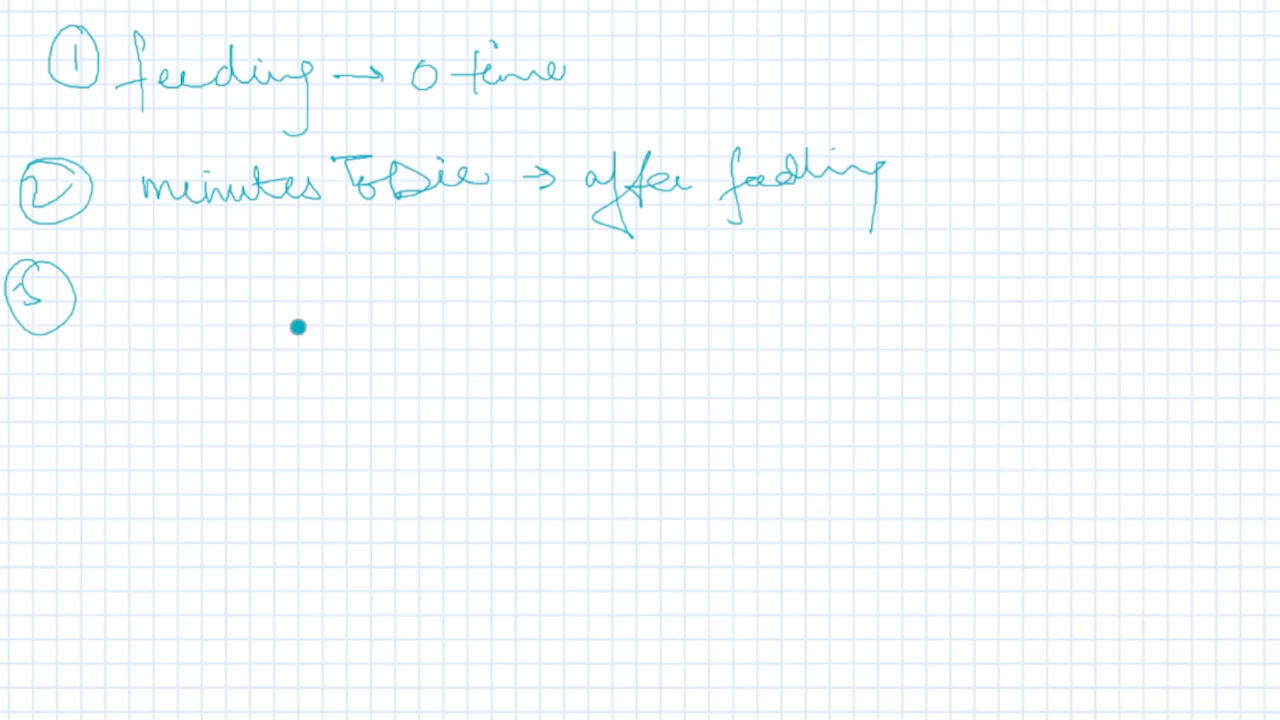 ① feeding → 0 time
② minutesToDie → after feeding
③